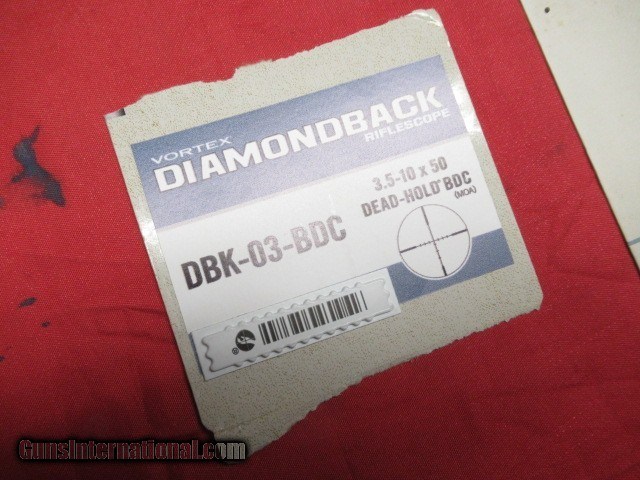 VORTEX
DIAMONDBACK
RIFLESCOPE
3.5-10 x 50
DEAD-HOLD® BDC
(MOA)
DBK-03-BDC
®
GunsInternational.com